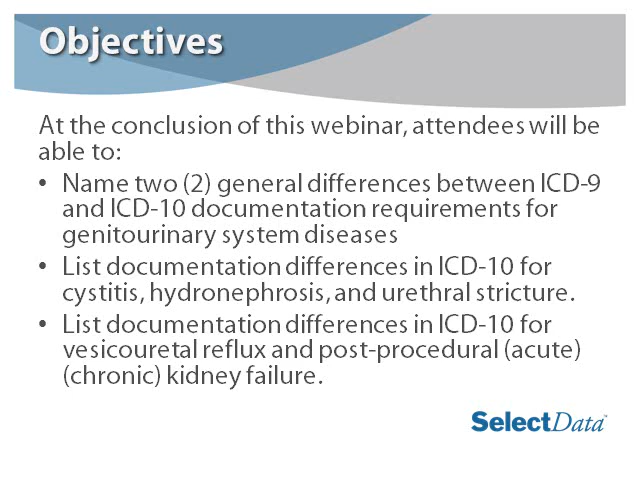 Objectives
At the conclusion of this webinar, attendees will be
able to:
• Name two (2) general differences between ICD-9
and ICD-10 documentation requirements for
genitourinary system diseases
• List documentation differences in ICD-10 for
cystitis, hydronephrosis, and urethral stricture.
• List documentation differences in ICD-10 for
vesicouretal reflux and post-procedural (acute)
(chronic) kidney failure.
SelectData™